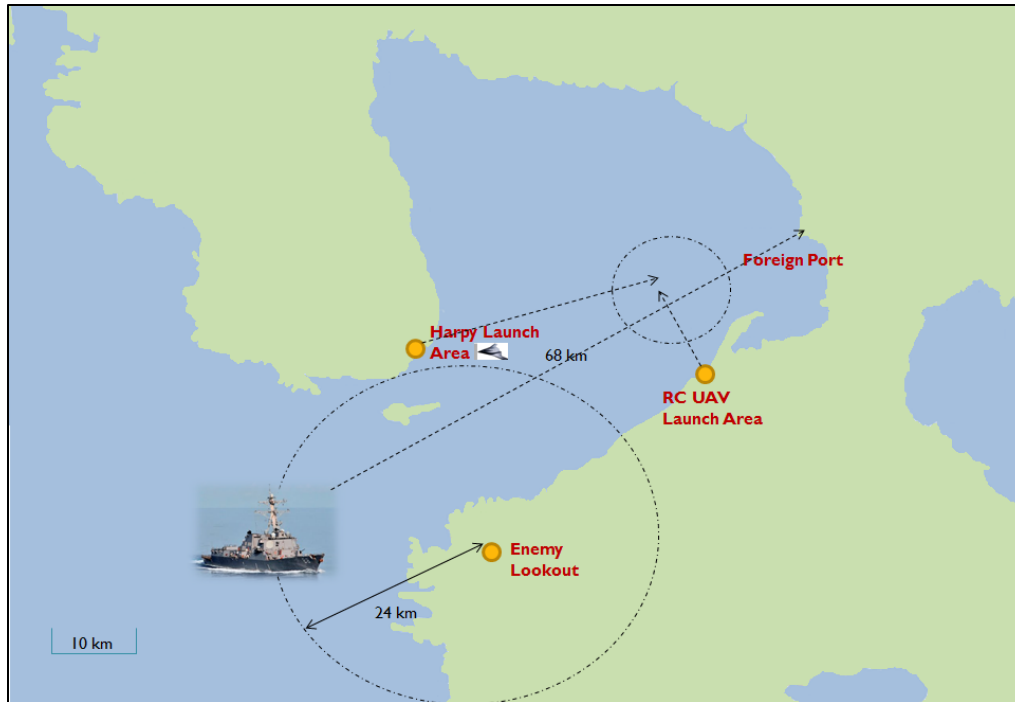 Foreign Port
Harpy Launch
Area
68 km
RC UAV
Launch Area
Enemy
Lookout
24 km
10 km